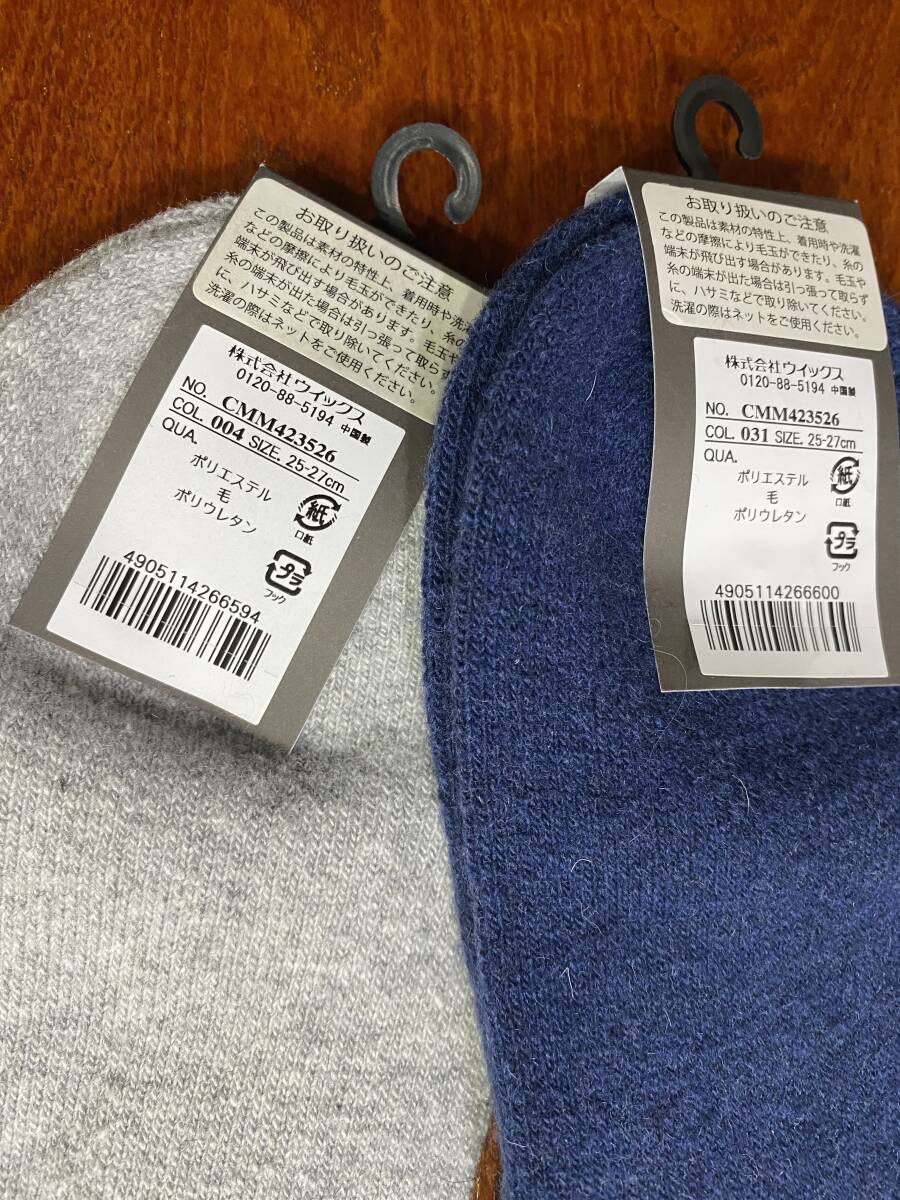 お取り扱いのご注意
この製品は素材の特性上、着用時や洗濯
などの摩擦により毛玉ができたり、糸の
端末が飛び出す場合があります。毛玉や
糸の端末が出た場合は引っ張って取らず
に、ハサミなどで取り除いてください。
洗濯の際はネットをご使用ください。
株式会社ウイックス
0120-88-5194 中国製
NO. CMM423526
COL. 004 SIZE. 25-27cm
QUA.
ポリエステル
毛
ポリウレタン
紙
口紙
プラ
フック
4905114266594
お取り扱いのご注意
この製品は素材の特性上、着用時や洗濯
などの摩擦により毛玉ができたり、糸の
端末が飛び出す場合があります。毛玉や
糸の端末が出た場合は引っ張って取らず
に、ハサミなどで取り除いてください。
洗濯の際はネットをご使用ください。
株式会社ウイックス
0120-88-5194 中国製
NO. CMM423526
COL. 031 SIZE. 25-27cm
QUA.
ポリエステル
毛
ポリウレタン
紙
口紙
プラ
フック
4905114266600